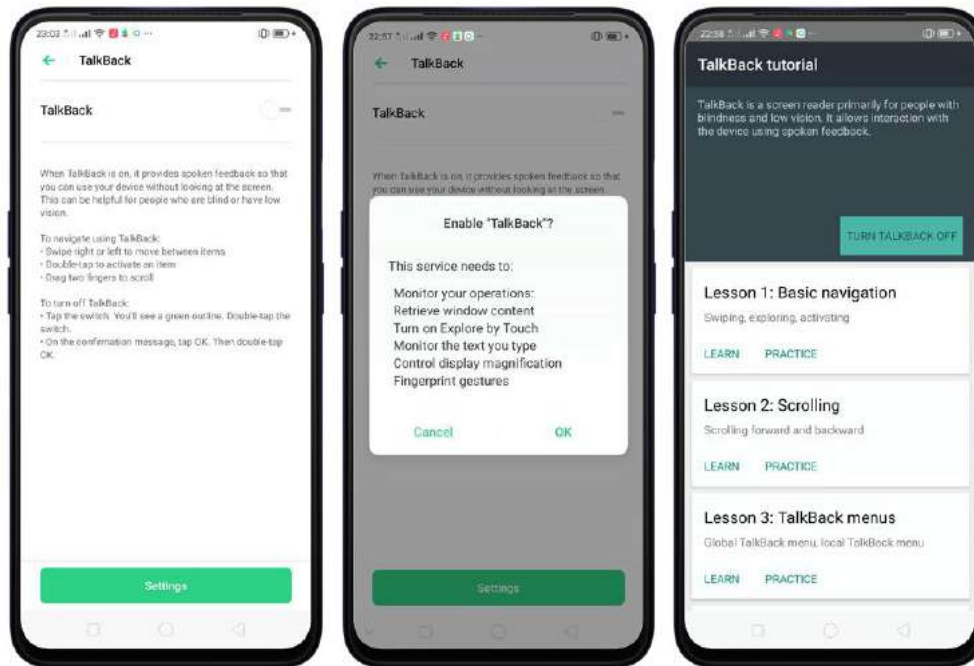 23:03
TalkBack
TalkBack
When TalkBack is on, it provides spoken feedback so that
you can use your device without looking at the screen.
This can be helpful for people who are blind or have low
vision.
To navigate using TalkBack:
• Swipe right or left to move between items
• Double-tap to activate an item
• Drag two fingers to scroll
To turn off TalkBack:
• Tap the switch. You'll see a green outline. Double-tap the
switch.
• On the confirmation message, tap OK. Then double-tap
OK.
Settings
22:57
TalkBack
TalkBack
When TalkBack is on, it provides spoken feedback so that
you can use your device without looking at the screen.
Enable "TalkBack"?
This service needs to:
Monitor your operations:
Retrieve window content
Turn on Explore by Touch
Monitor the text you type
Control display magnification
Fingerprint gestures
Cancel OK
Settings
22:58
TalkBack tutorial
TalkBack is a screen reader primarily for people with
blindness and low vision. It allows interaction with
the device using spoken feedback.
TURN TALKBACK OFF
Lesson 1: Basic navigation
Swiping, exploring, activating
LEARN PRACTICE
Lesson 2: Scrolling
Scrolling forward and backward
LEARN PRACTICE
Lesson 3: TalkBack menus
Global TalkBack menu, local TalkBack menu
LEARN PRACTICE